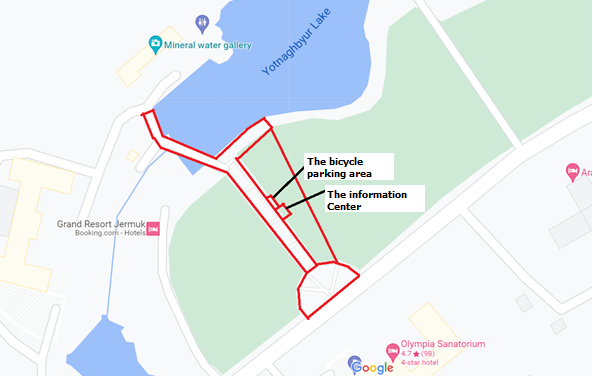 Mineral water gallery
Yotnaghbyur Lake
The bicycle
parking area
The information
Center
Ara
Grand Resort Jermuk
Booking.com - Hotels
Olympia Sanatorium
4.7 ★ (98)
4-star hotel
Google